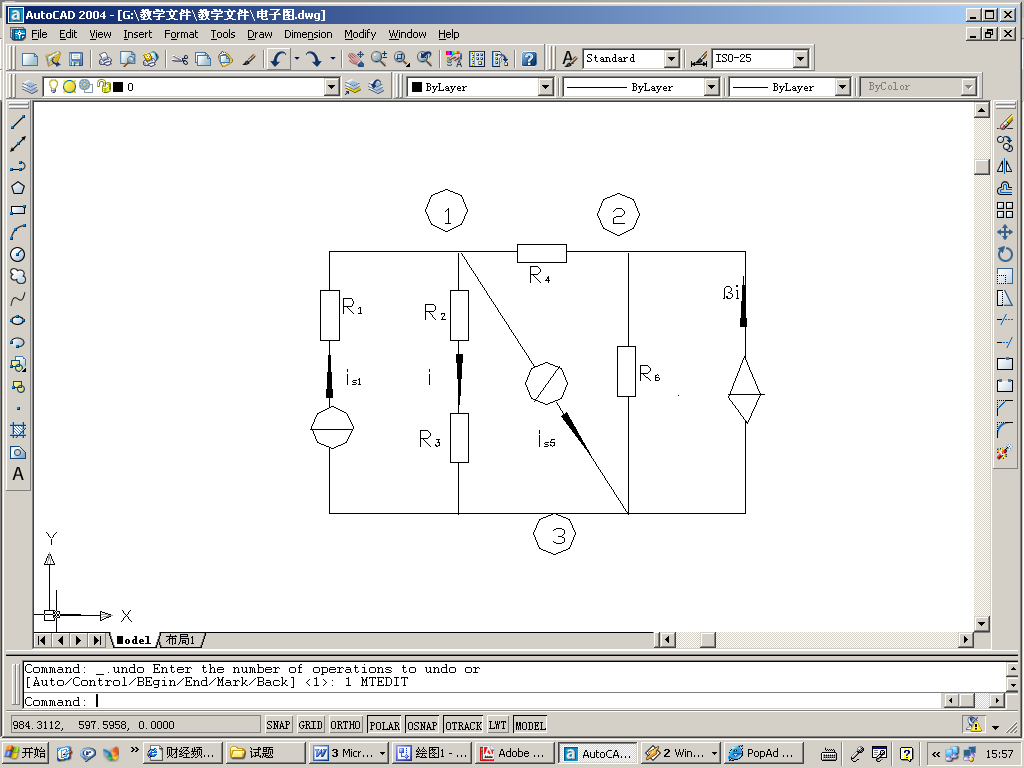 AutoCAD 2004 - [G:\教学文件\教学文件\电子图.dwg]
File Edit View Insert Format Tools Draw Dimension Modify Window Help
Standard ISO-25
0 ByLayer ByLayer ByLayer ByColor
1 2
R4
R1 R2 βi
is1 i R6
R3 is5
3
Y
X
Model 布局1
Command: _.undo Enter the number of operations to undo or
[Auto/Control/BEgin/End/Mark/Back] <1>: 1 MTEDIT
Command:
984.3112, 597.5958, 0.0000 SNAP GRID ORTHO POLAR OSNAP OTRACK LWT MODEL
开始 » 财经频... 试题 3 Micr... 绘图1 - ... Adobe ... AutoCA... 2 Win... PopAd ... « 15:57